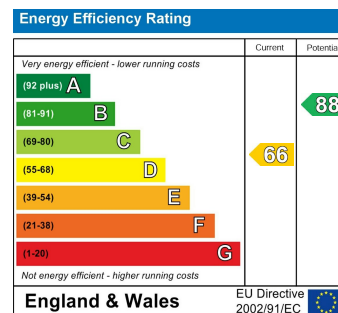 Energy Efficiency Rating
Current Potentia
Very energy efficient - lower running costs
(92 plus) A
(81-91) B
(69-80) C
(55-68) D
(39-54) E
(21-38) F
(1-20) G
88
66
Not energy efficient - higher running costs
England & Wales
EU Directive
2002/91/EC